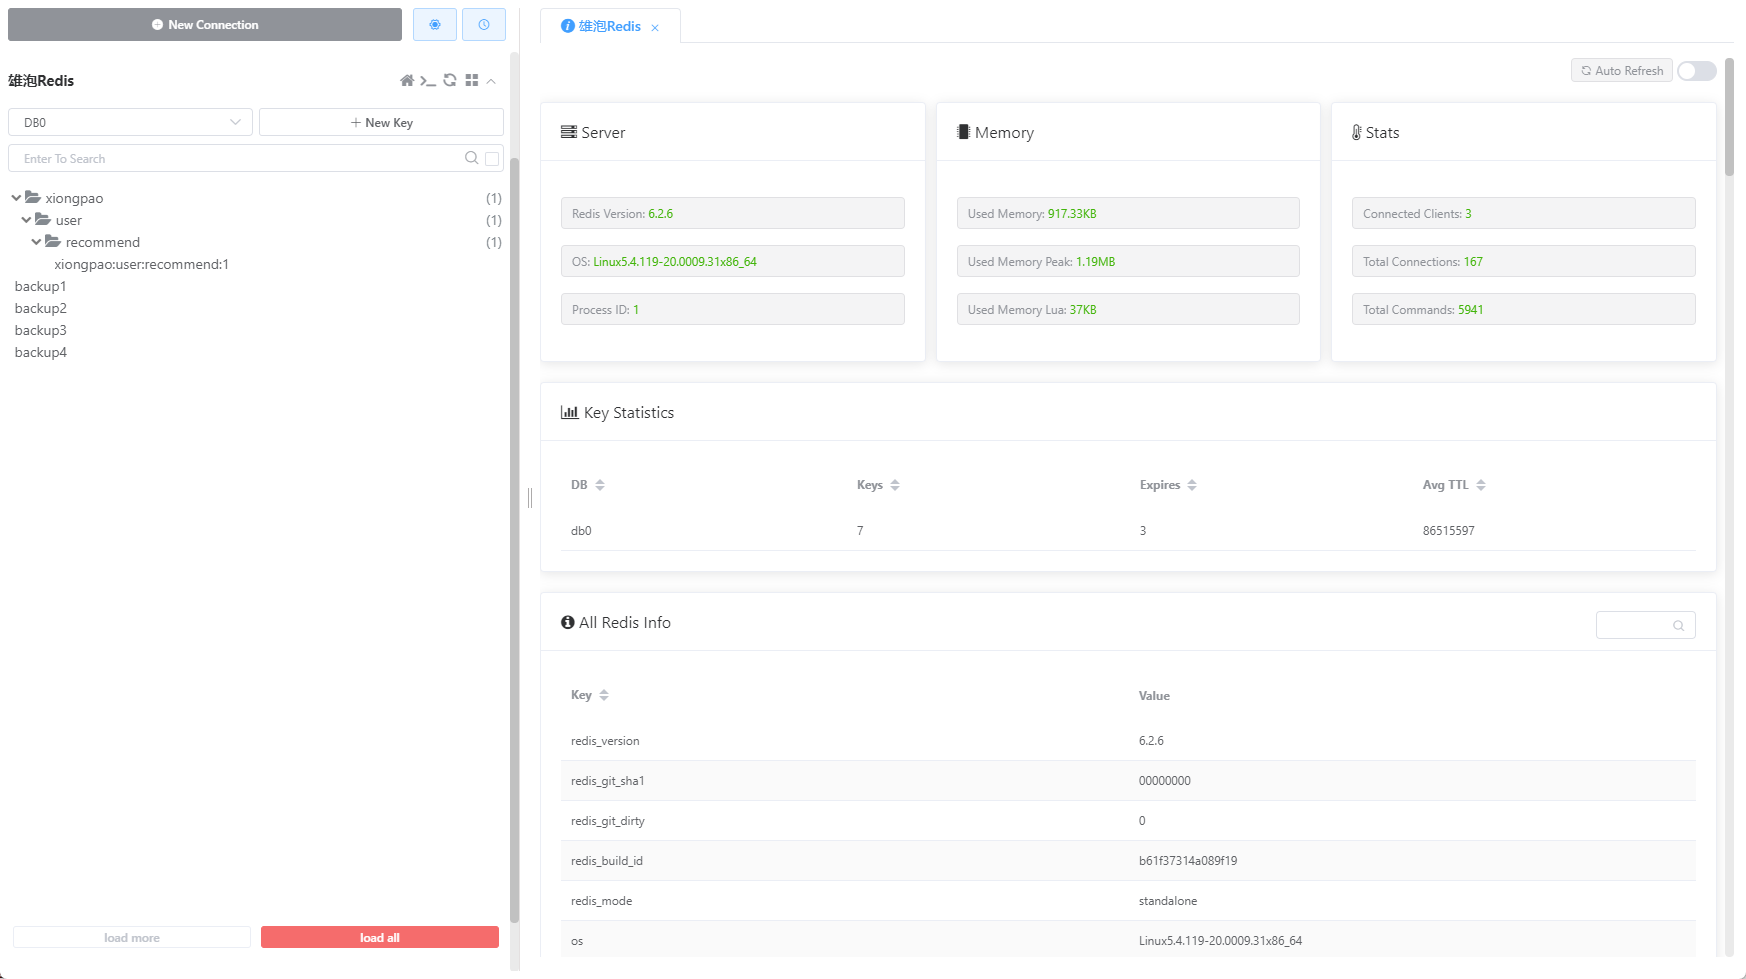 New Connection
雄泡Redis
雄泡Redis
DB0
New Key
Enter To Search
xiongpao (1)
user (1)
recommend (1)
xiongpao:user:recommend:1
backup1
backup2
backup3
backup4
load more
load all
Auto Refresh
Server
Redis Version: 6.2.6
OS: Linux5.4.119-20.0009.31x86_64
Process ID: 1
Memory
Used Memory: 917.33KB
Used Memory Peak: 1.19MB
Used Memory Lua: 37KB
Stats
Connected Clients: 3
Total Connections: 167
Total Commands: 5941
Key Statistics
DB Keys Expires Avg TTL
db0 7 3 86515597
All Redis Info
Key Value
redis_version 6.2.6
redis_git_sha1 00000000
redis_git_dirty 0
redis_build_id b61f37314a089f19
redis_mode standalone
os Linux5.4.119-20.0009.31x86_64